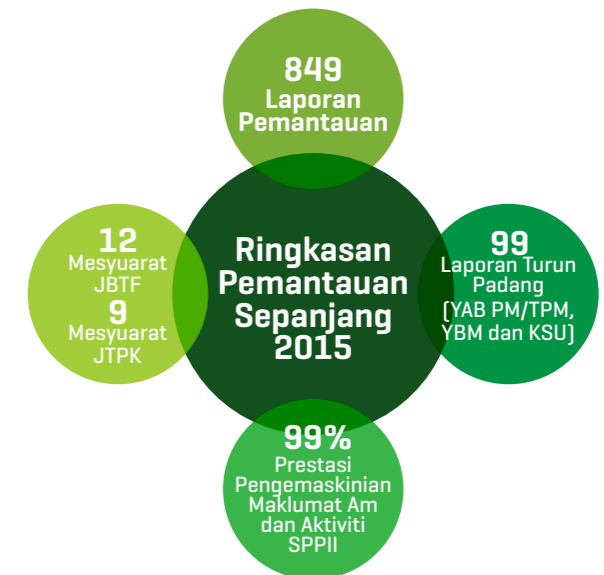 849
Laporan
Pemantauan
12
Mesyuarat
JBTF
9
Mesyuarat
JTPK
Ringkasan
Pemantauan
Sepanjang
2015
99
Laporan Turun
Padang
(YAB PM/TPM,
YBM dan KSU)
99%
Prestasi
Pengemaskinian
Maklumat Am
dan Aktiviti
SPPII